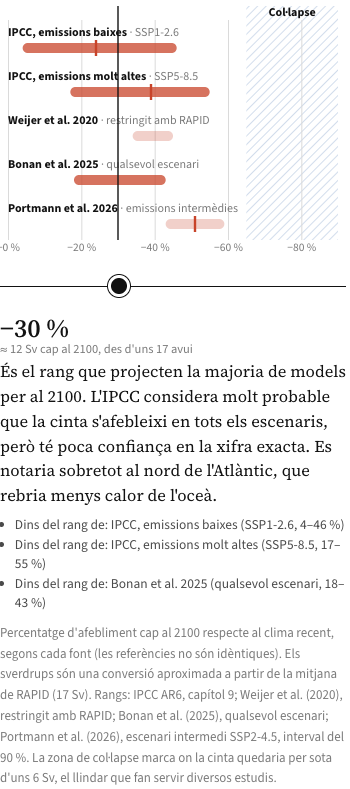 Col·lapse
IPCC, emissions baixes · SSP1-2.6
IPCC, emissions molt altes · SSP5-8.5
Weijer et al. 2020 · restringit amb RAPID
Bonan et al. 2025 · qualsevol escenari
Portmann et al. 2026 · emissions intermèdies
−0 % −20 % −40 % −60 % −80 %
−30 %
≈ 12 Sv cap al 2100, des d'uns 17 avui
És el rang que projecten la majoria de models
per al 2100. L'IPCC considera molt probable
que la cinta s'afebleixi en tots els escenaris,
però té poca confiança en la xifra exacta. Es
notaria sobretot al nord de l'Atlàntic, que
rebria menys calor de l'oceà.
• Dins del rang de: IPCC, emissions baixes (SSP1-2.6, 4–46 %)
• Dins del rang de: IPCC, emissions molt altes (SSP5-8.5, 17–
55 %)
• Dins del rang de: Bonan et al. 2025 (qualsevol escenari, 18–
43 %)
Percentatge d'afebliment cap al 2100 respecte al clima recent,
segons cada font (les referències no són idèntiques). Els
sverdrups són una conversió aproximada a partir de la mitjana
de RAPID (17 Sv). Rangs: IPCC AR6, capítol 9; Weijer et al. (2020),
restringit amb RAPID; Bonan et al. (2025), qualsevol escenari;
Portmann et al. (2026), escenari intermedi SSP2-4.5, interval del
90 %. La zona de col·lapse marca on la cinta quedaria per sota
d'uns 6 Sv, el llindar que fan servir diversos estudis.